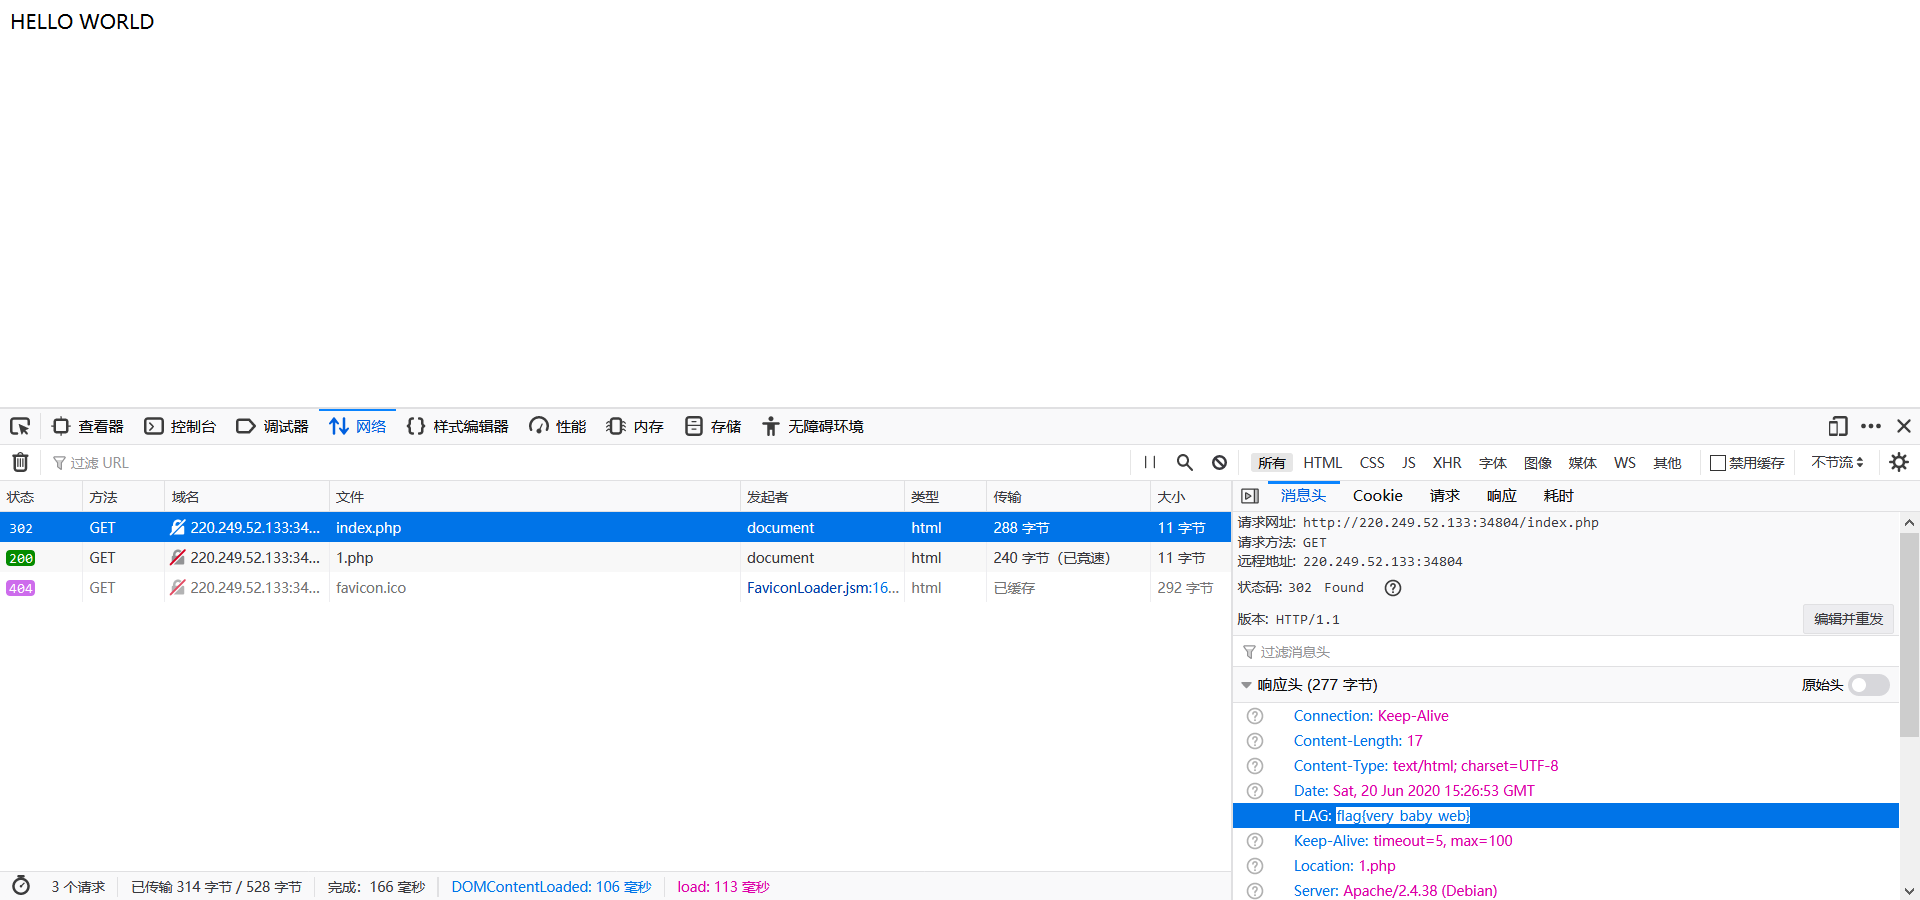 HELLO WORLD
查看器 控制台 调试器 网络 样式编辑器 性能 内存 存储 无障碍环境
过滤 URL 所有 HTML CSS JS XHR 字体 图像 媒体 WS 其他 禁用缓存 不节流
状态 方法 域名 文件 发起者 类型 传输 大小
302 GET 220.249.52.133:34... index.php document html 288 字节 11 字节
200 GET 220.249.52.133:34... 1.php document html 240 字节（已竞速） 11 字节
404 GET 220.249.52.133:34... favicon.ico FaviconLoader.jsm:16... html 已缓存 292 字节
消息头 Cookie 请求 响应 耗时
请求网址: http://220.249.52.133:34804/index.php
请求方法: GET
远程地址: 220.249.52.133:34804
状态码: 302 Found
版本: HTTP/1.1 编辑并重发
过滤消息头
响应头 (277 字节) 原始头
Connection: Keep-Alive
Content-Length: 17
Content-Type: text/html; charset=UTF-8
Date: Sat, 20 Jun 2020 15:26:53 GMT
FLAG: flag{very_baby_web}
Keep-Alive: timeout=5, max=100
Location: 1.php
Server: Apache/2.4.38 (Debian)
3 个请求 已传输 314 字节 / 528 字节 完成：166 毫秒 DOMContentLoaded: 106 毫秒 load: 113 毫秒